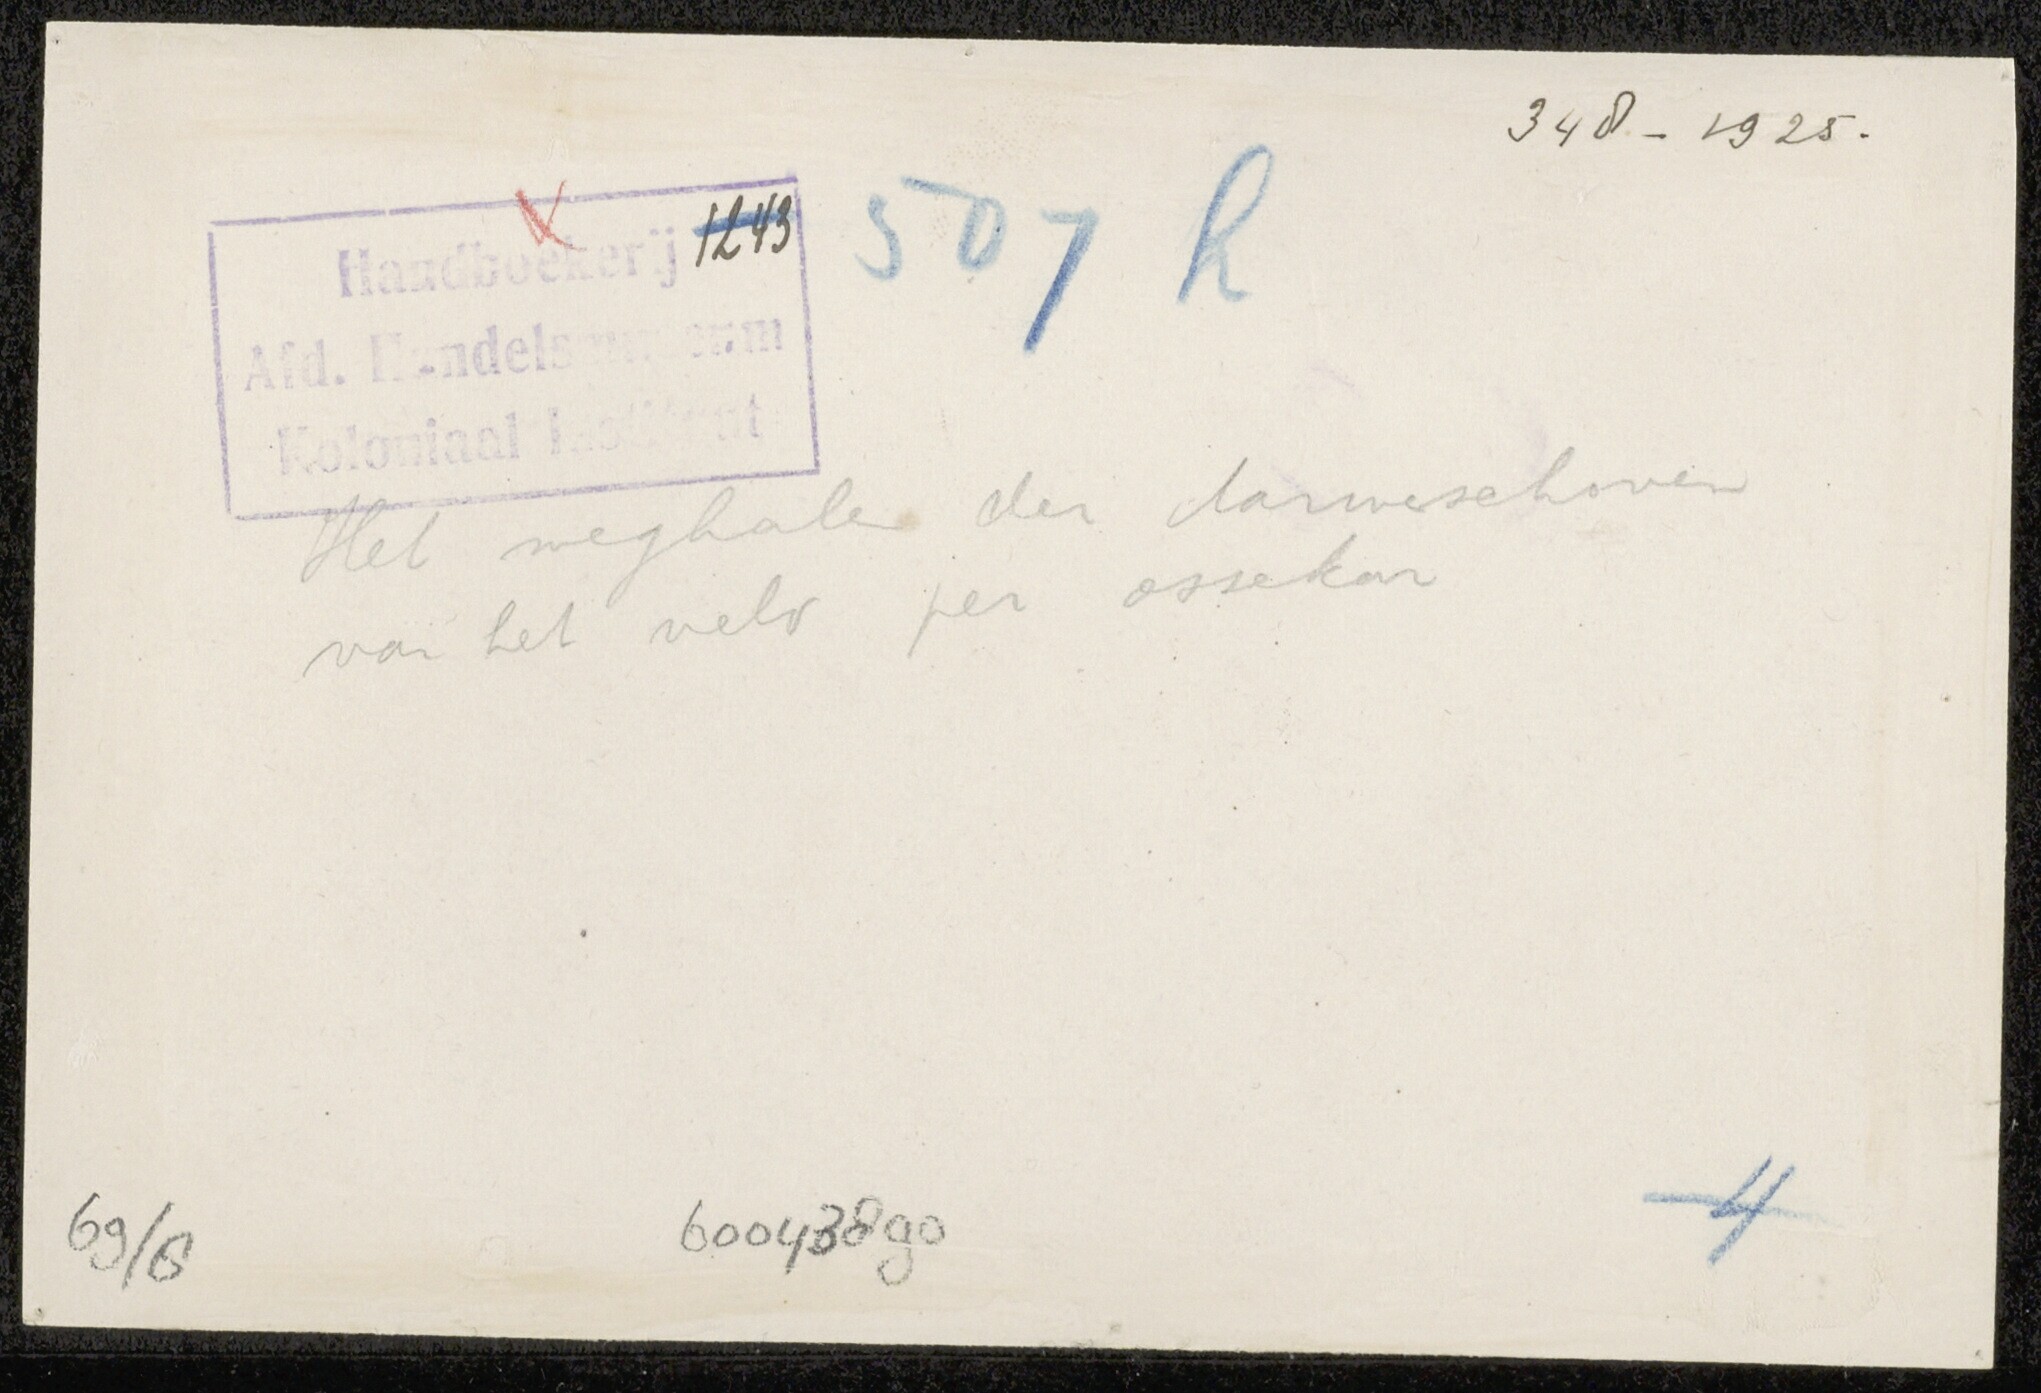 348 - 1925.
1243
507 R
Handboekerij
Afd. Handelsmuseum
Koloniaal Instituut
Het weghalen der tarweschoven
van het veld per ossekar
69/6
60043890
4